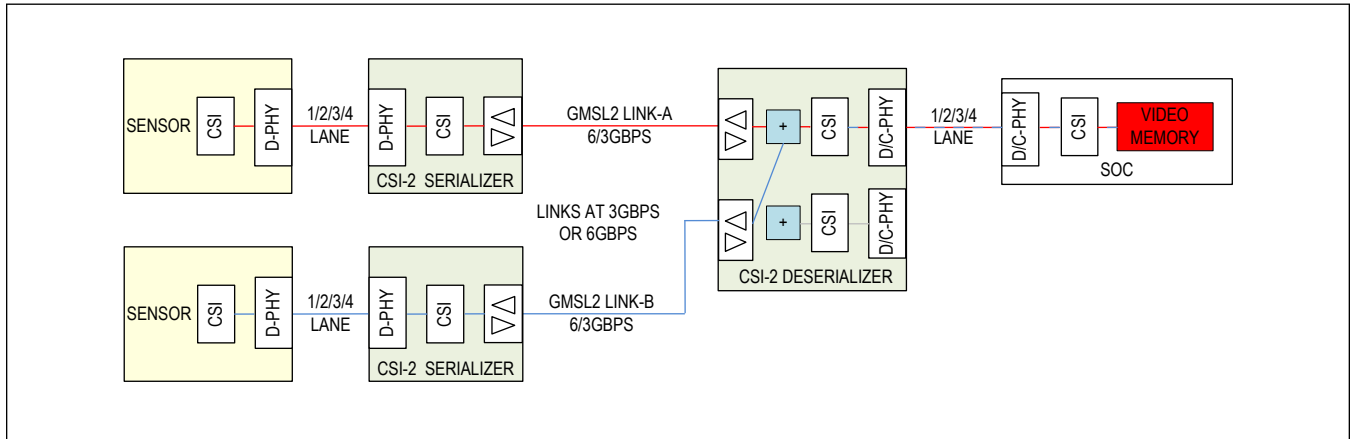 SENSOR
CSI
D-PHY
1/2/3/4
LANE
D-PHY
CSI
CSI-2 SERIALIZER
GMSL2 LINK-A
6/3GBPS
+
CSI
D/C-PHY
1/2/3/4
LANE
D/C-PHY
CSI
VIDEO
MEMORY
SOC
LINKS AT 3GBPS
OR 6GBPS
+
CSI
D/C-PHY
CSI-2 DESERIALIZER
SENSOR
CSI
D-PHY
1/2/3/4
LANE
D-PHY
CSI
CSI-2 SERIALIZER
GMSL2 LINK-B
6/3GBPS